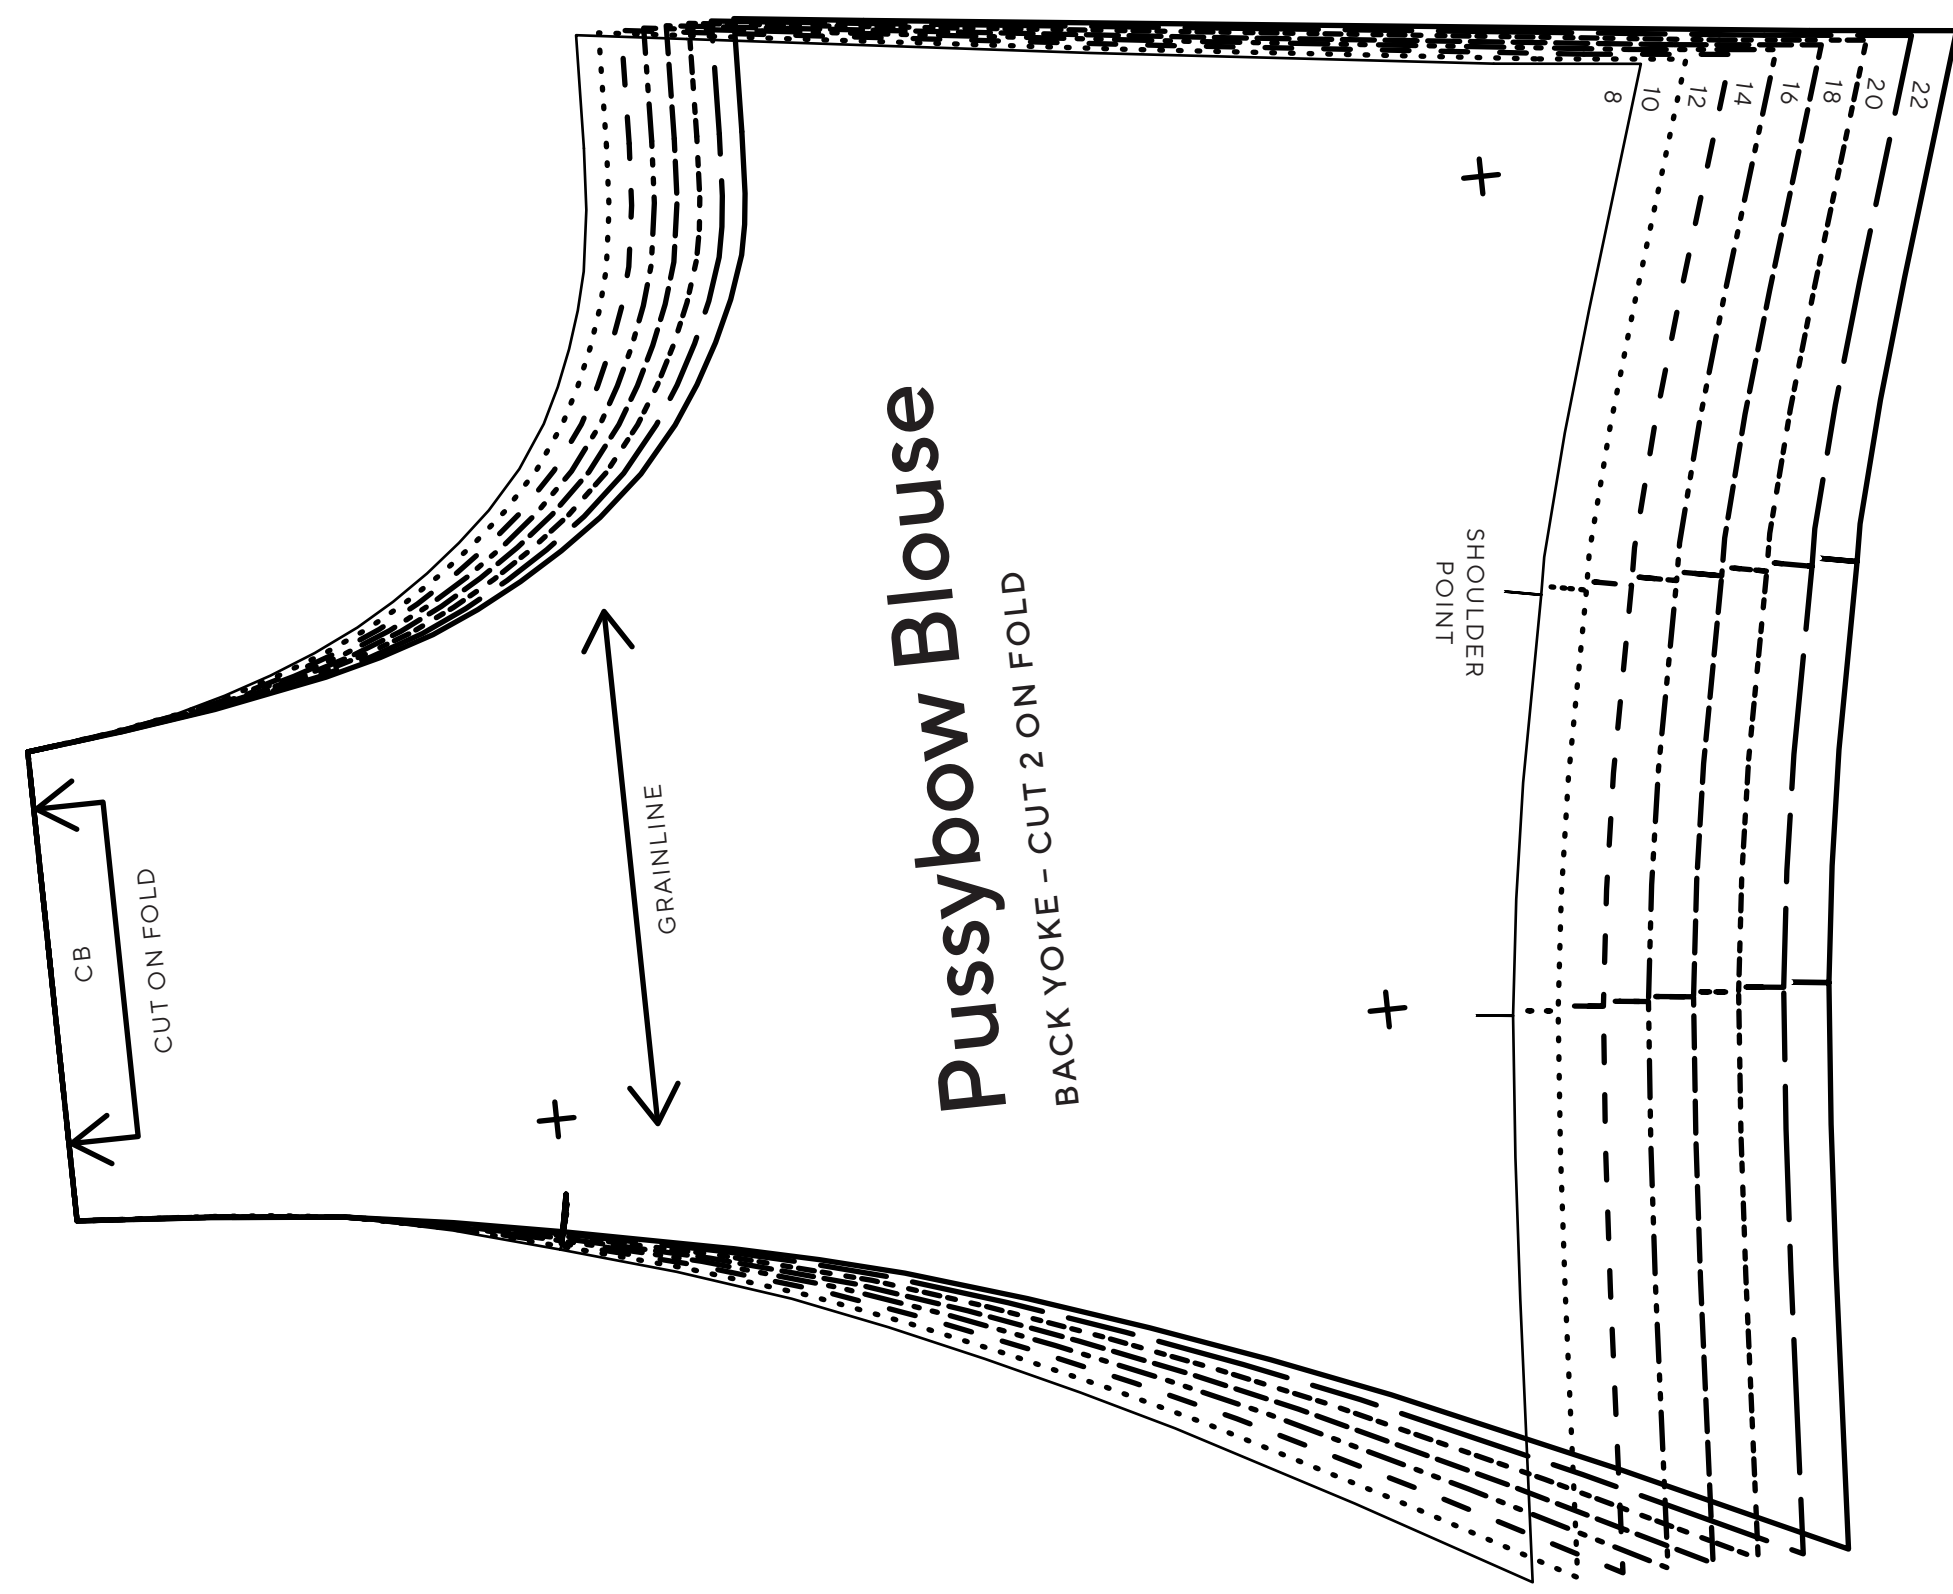 Pussybow Blouse
BACK YOKE – CUT 2 ON FOLD
GRAINLINE
CB
CUT ON FOLD
SHOULDER
POINT
8
10
12
14
16
18
20
22